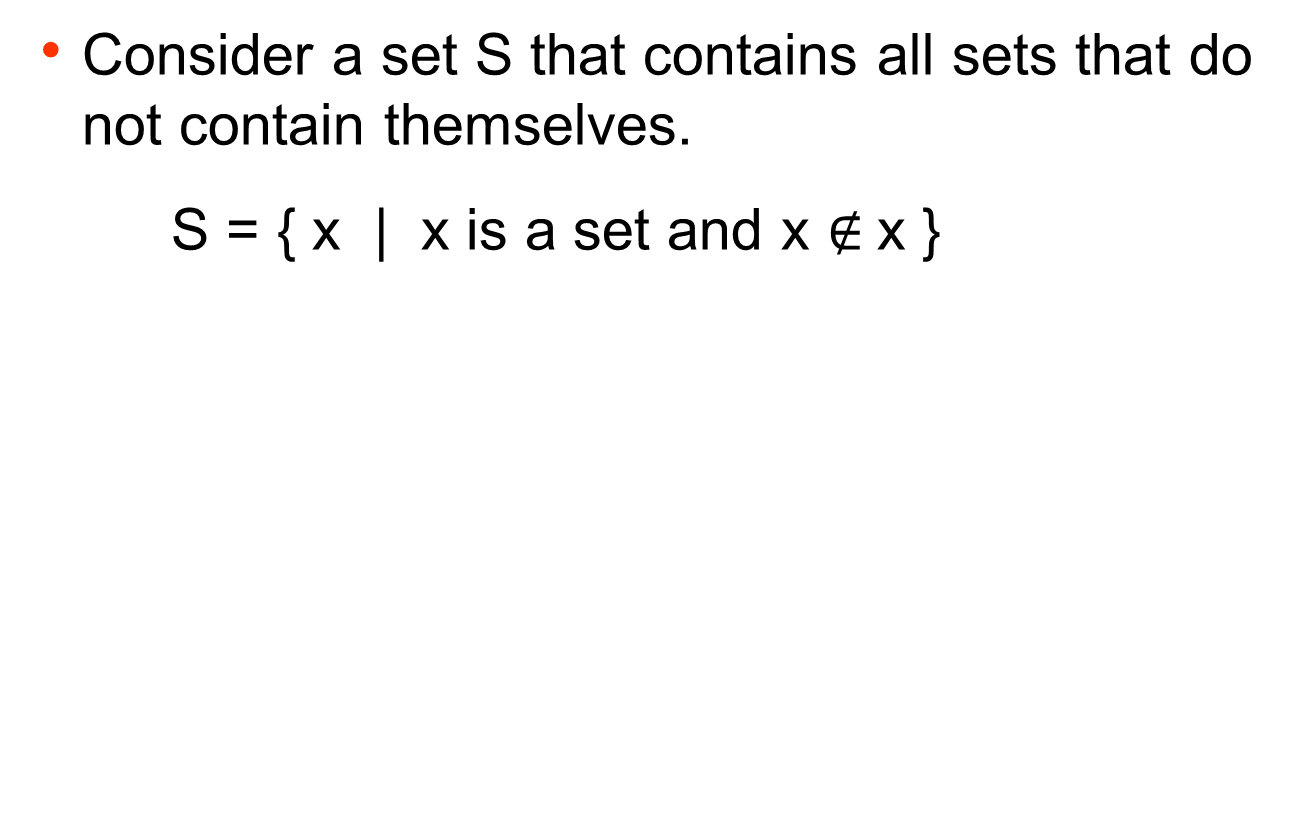 • Consider a set S that contains all sets that do
not contain themselves.
S = { x | x is a set and x ∉ x }